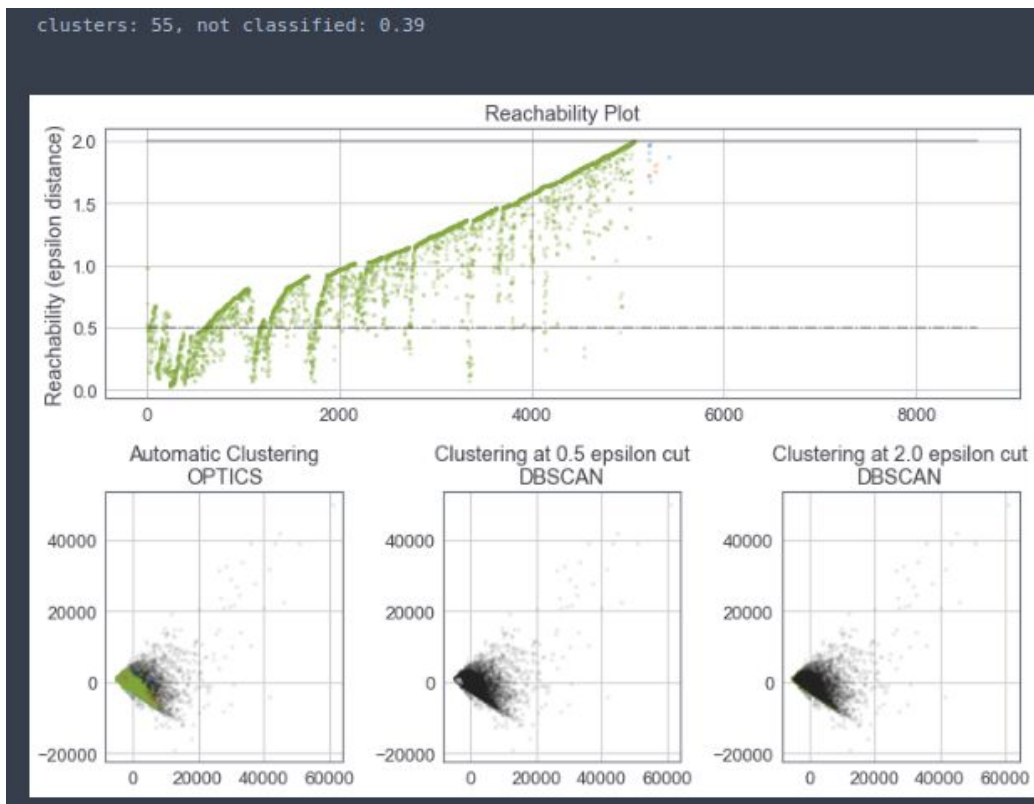 clusters: 55, not classified: 0.39
Reachability Plot
Reachability (epsilon distance)
2.0
1.5
1.0
0.5
0.0
0 2000 4000 6000 8000
Automatic Clustering
OPTICS
Clustering at 0.5 epsilon cut
DBSCAN
Clustering at 2.0 epsilon cut
DBSCAN
40000
20000
0
−20000
0 20000 40000 60000
40000
20000
0
−20000
0 20000 40000 60000
40000
20000
0
−20000
0 20000 40000 60000